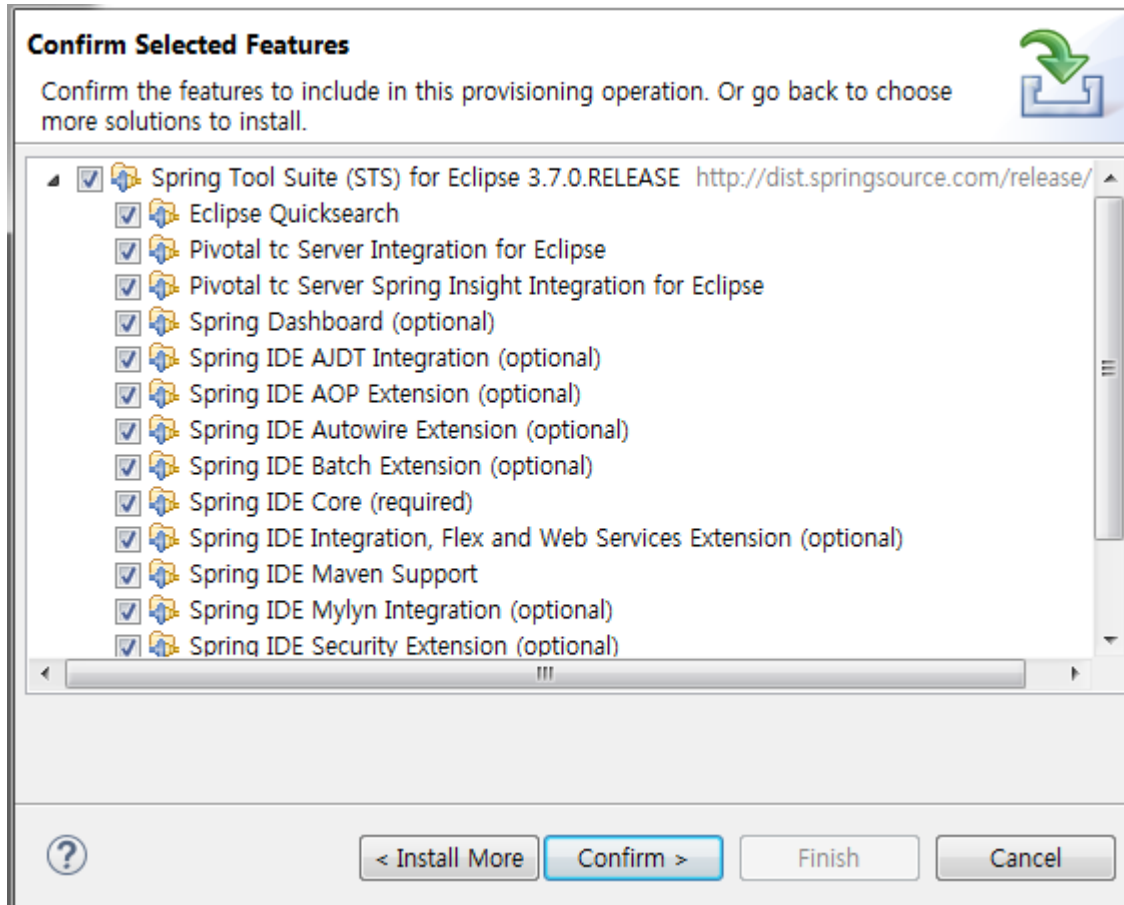 Confirm Selected Features
Confirm the features to include in this provisioning operation. Or go back to choose
more solutions to install.
Spring Tool Suite (STS) for Eclipse 3.7.0.RELEASE http://dist.springsource.com/release/
Eclipse Quicksearch
Pivotal tc Server Integration for Eclipse
Pivotal tc Server Spring Insight Integration for Eclipse
Spring Dashboard (optional)
Spring IDE AJDT Integration (optional)
Spring IDE AOP Extension (optional)
Spring IDE Autowire Extension (optional)
Spring IDE Batch Extension (optional)
Spring IDE Core (required)
Spring IDE Integration, Flex and Web Services Extension (optional)
Spring IDE Maven Support
Spring IDE Mylyn Integration (optional)
Spring IDE Security Extension (optional)
? < Install More Confirm > Finish Cancel